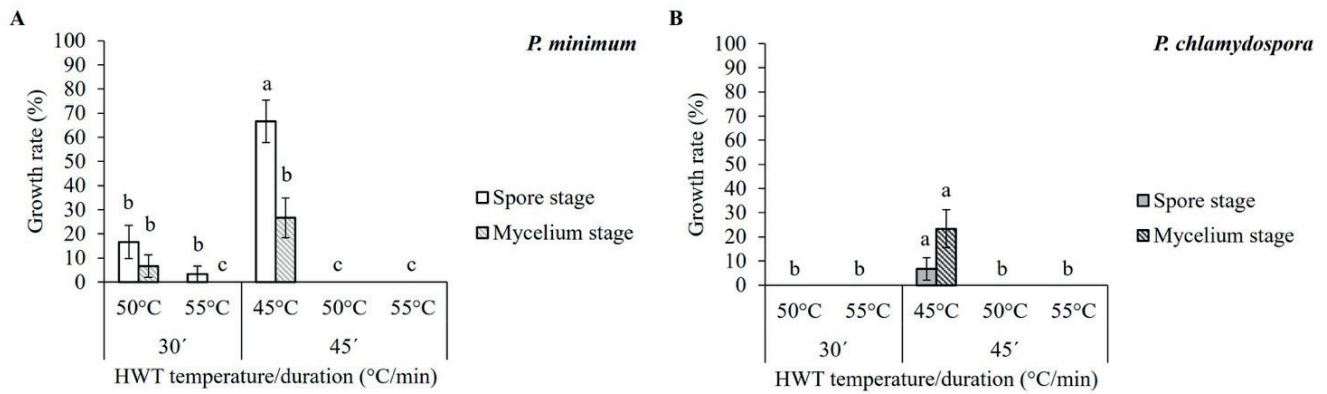 A
P. minimum
Growth rate (%)
100
90
80
70
60
50
40
30
20
10
0
b
b
b
c
a
b
c
c
Spore stage
Mycelium stage
50°C 55°C 45°C 50°C 55°C
30´ 45´
HWT temperature/duration (°C/min)
B
P. chlamydospora
Growth rate (%)
100
90
80
70
60
50
40
30
20
10
0
b
b
a
a
b
b
Spore stage
Mycelium stage
50°C 55°C 45°C 50°C 55°C
30´ 45´
HWT temperature/duration (°C/min)